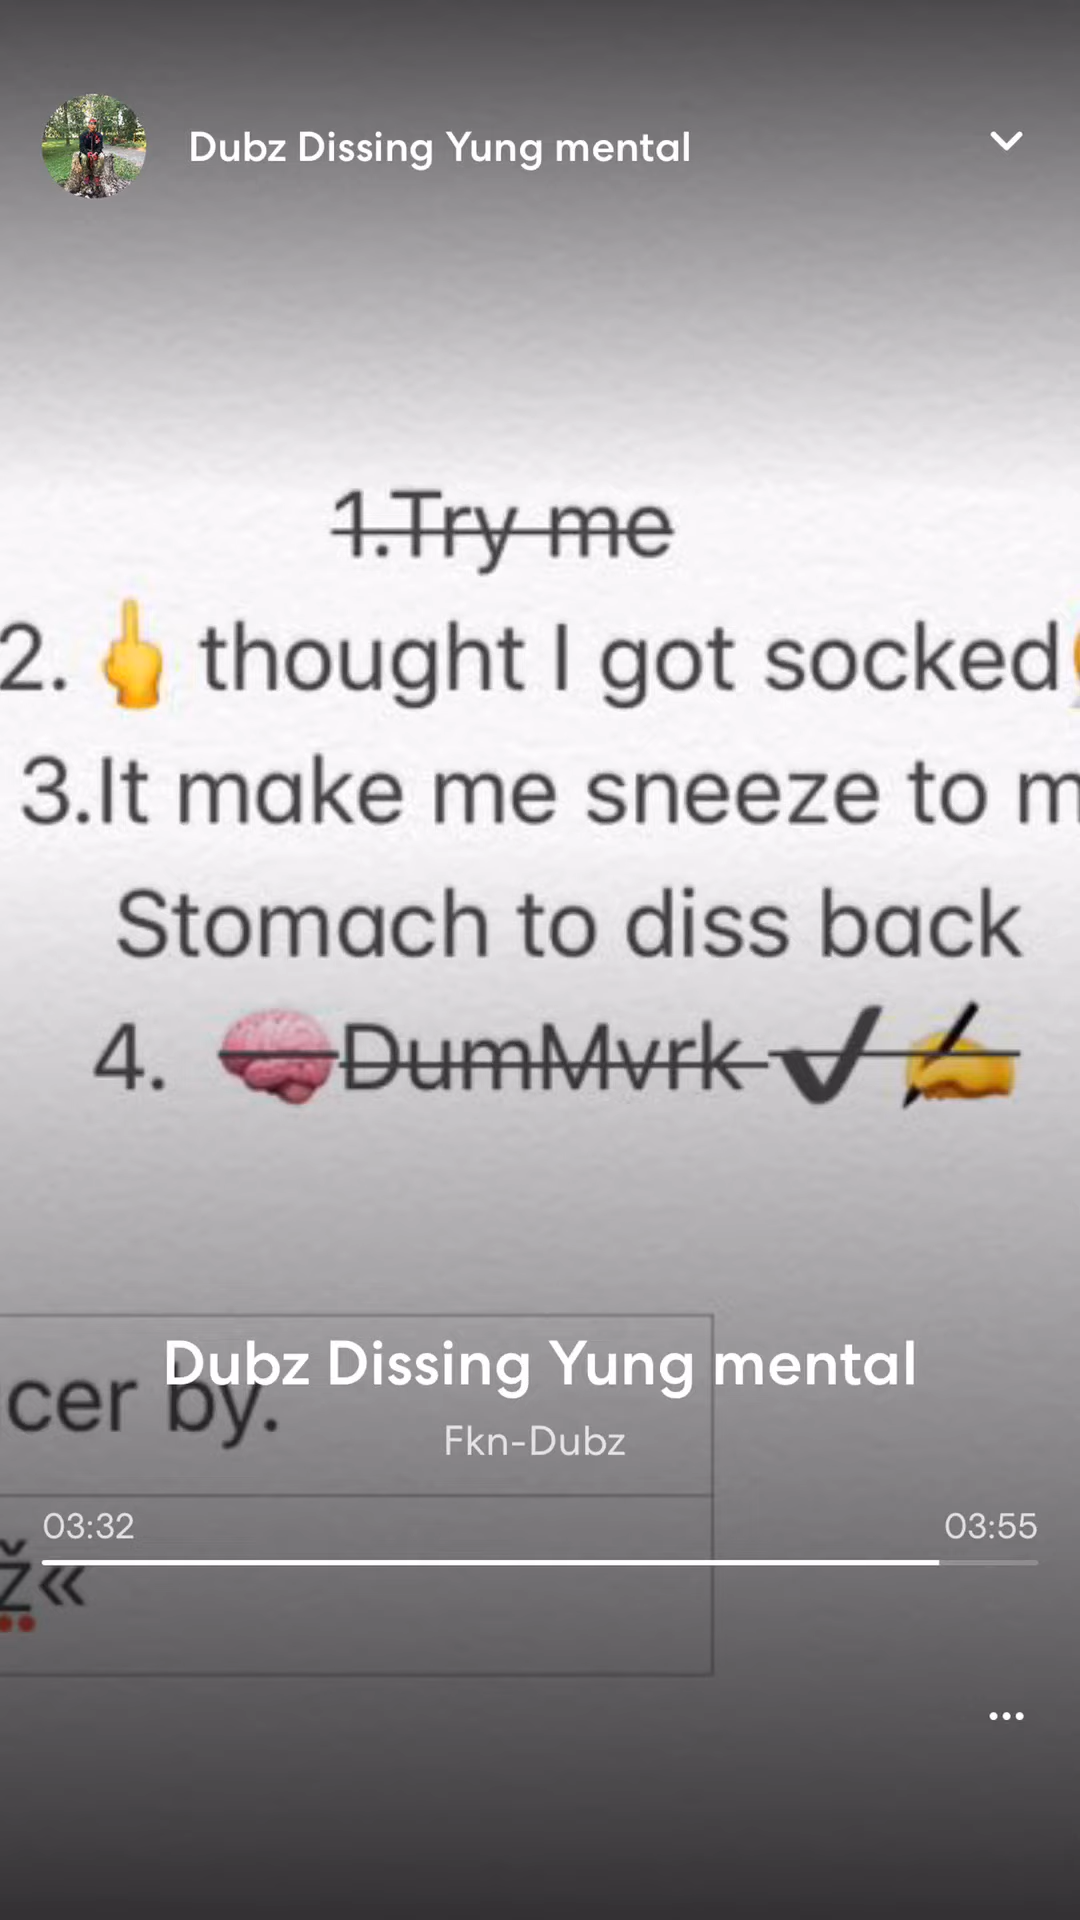 Dubz Dissing Yung mental
1.Try me
2. 🖕 thought I got socked
3.It make me sneeze to
Stomach to diss back
4. 🧠DumMvrk ✔️✍️
cer by.
Dubz Dissing Yung mental
Fkn-Dubz
03:32 03:55
ž«